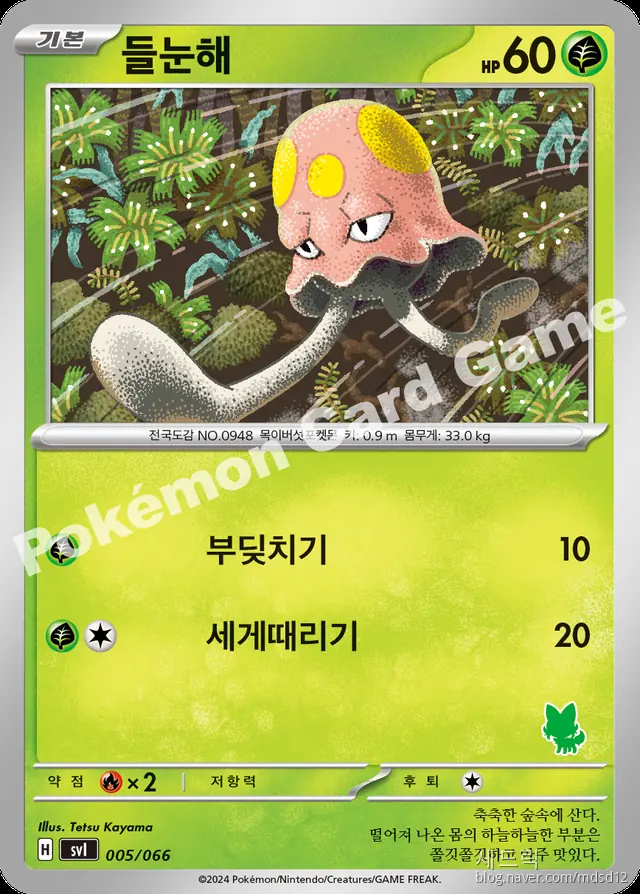 기본 들눈해 HP 60
전국도감 NO.0948 목이버섯포켓몬 키: 0.9 m 몸무게: 33.0 kg
Pokémon Card Game
부딪치기 10
세게때리기 20
약점 ×2 저항력 후퇴
Illus. Tetsu Kayama
H svI 005/066
축축한 숲속에 산다.
떨어져 나온 몸의 하늘하늘한 부분은
쫄깃쫄깃하고 아주 맛있다.
세프럭
blog.naver.com/mdsd12
©2024 Pokémon/Nintendo/Creatures/GAME FREAK.